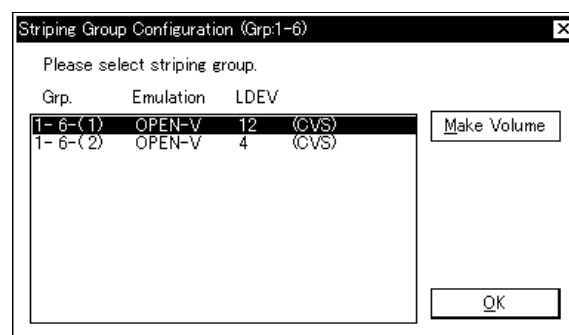 Striping Group Configuration (Grp:1-6)
Please select striping group.
Grp. Emulation LDEV
1- 6-(1) OPEN-V 12 (CVS)
1- 6-(2) OPEN-V 4 (CVS)
Make Volume
OK